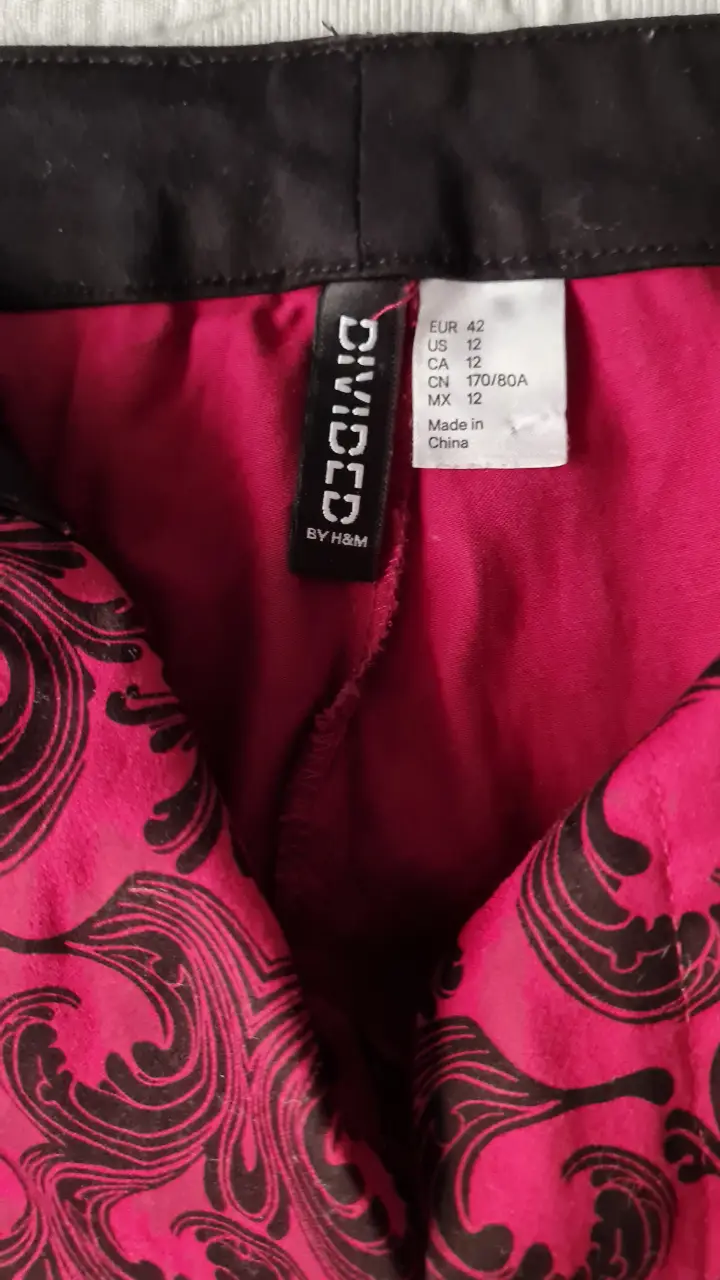 DIVIDED
BY H&M
EUR 42
US 12
CA 12
CN 170/80A
MX 12
Made in
China